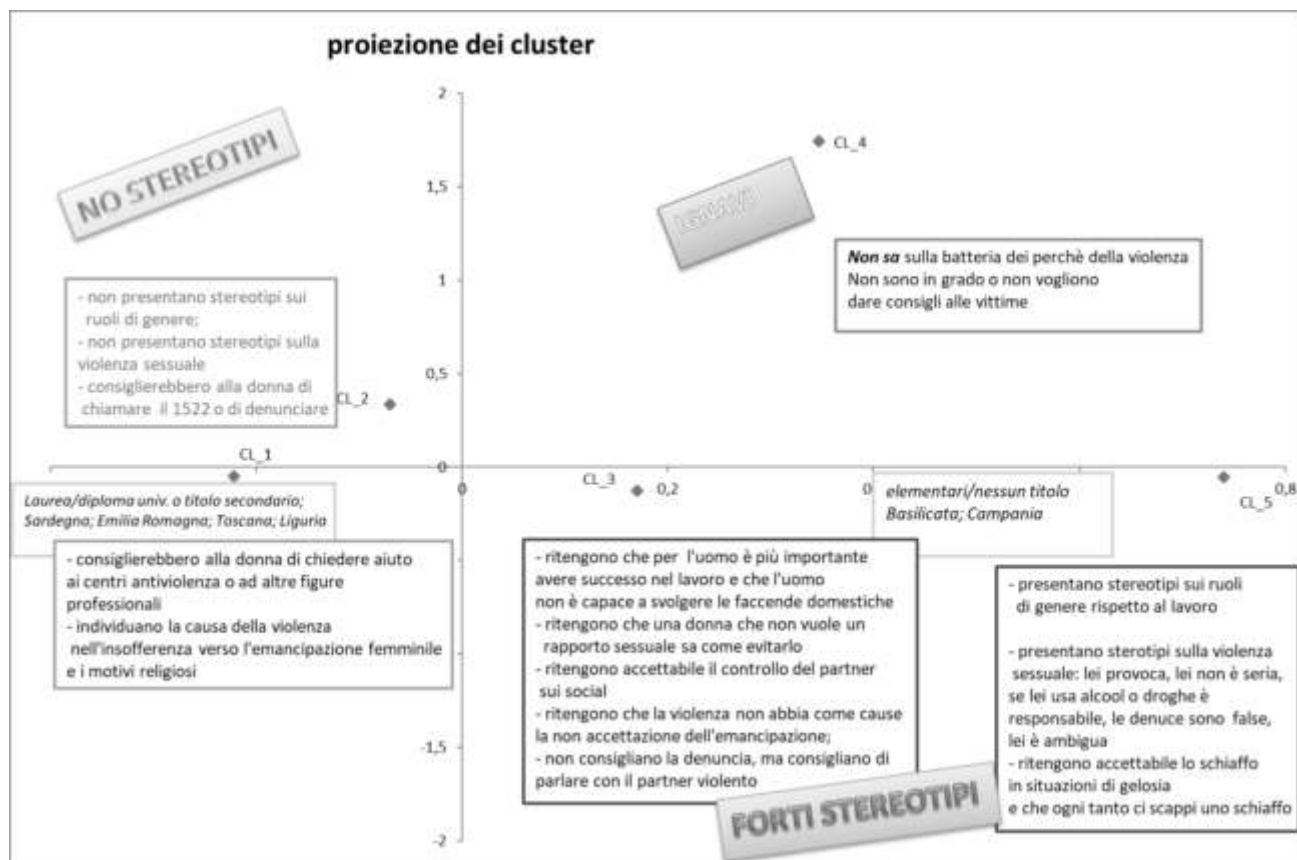 proiezione dei cluster
NO STEREOTIPI
2
CL_4
1,5
IGNAVI
1
Non sa sulla batteria dei perchè della violenza
Non sono in grado o non vogliono
dare consigli alle vittime
- non presentano stereotipi sui
ruoli di genere;
- non presentano stereotipi sulla
violenza sessuale
- consiglierebbero alla donna di
chiamare il 1522 o di denunciare
0,5
CL_2
CL_1
0
CL_3
0
0,2
0,8
CL_5
Laurea/diploma univ. o titolo secondario;
Sardegna; Emilia Romagna; Toscana; Liguria
elementari/nessun titolo
Basilicata; Campania
- consiglierebbero alla donna di chiedere aiuto
ai centri antiviolenza o ad altre figure
professionali
- individuano la causa della violenza
nell'insofferenza verso l'emancipazione femminile
e i motivi religiosi
- ritengono che per l'uomo è più importante
avere successo nel lavoro e che l'uomo
non è capace a svolgere le faccende domestiche
- ritengono che una donna che non vuole un
rapporto sessuale sa come evitarlo
- ritengono accettabile il controllo del partner
sui social
- ritengono che la violenza non abbia come cause
la non accettazione dell'emancipazione;
- non consigliano la denuncia, ma consigliano di
parlare con il partner violento
- presentano stereotipi sui ruoli
di genere rispetto al lavoro
- presentano sterotipi sulla violenza
sessuale: lei provoca, lei non è seria,
se lei usa alcool o droghe è
responsabile, le denuce sono false,
lei è ambigua
- ritengono accettabile lo schiaffo
in situazioni di gelosia
e che ogni tanto ci scappi uno schiaffo
-1,5
FORTI STEREOTIPI
-2